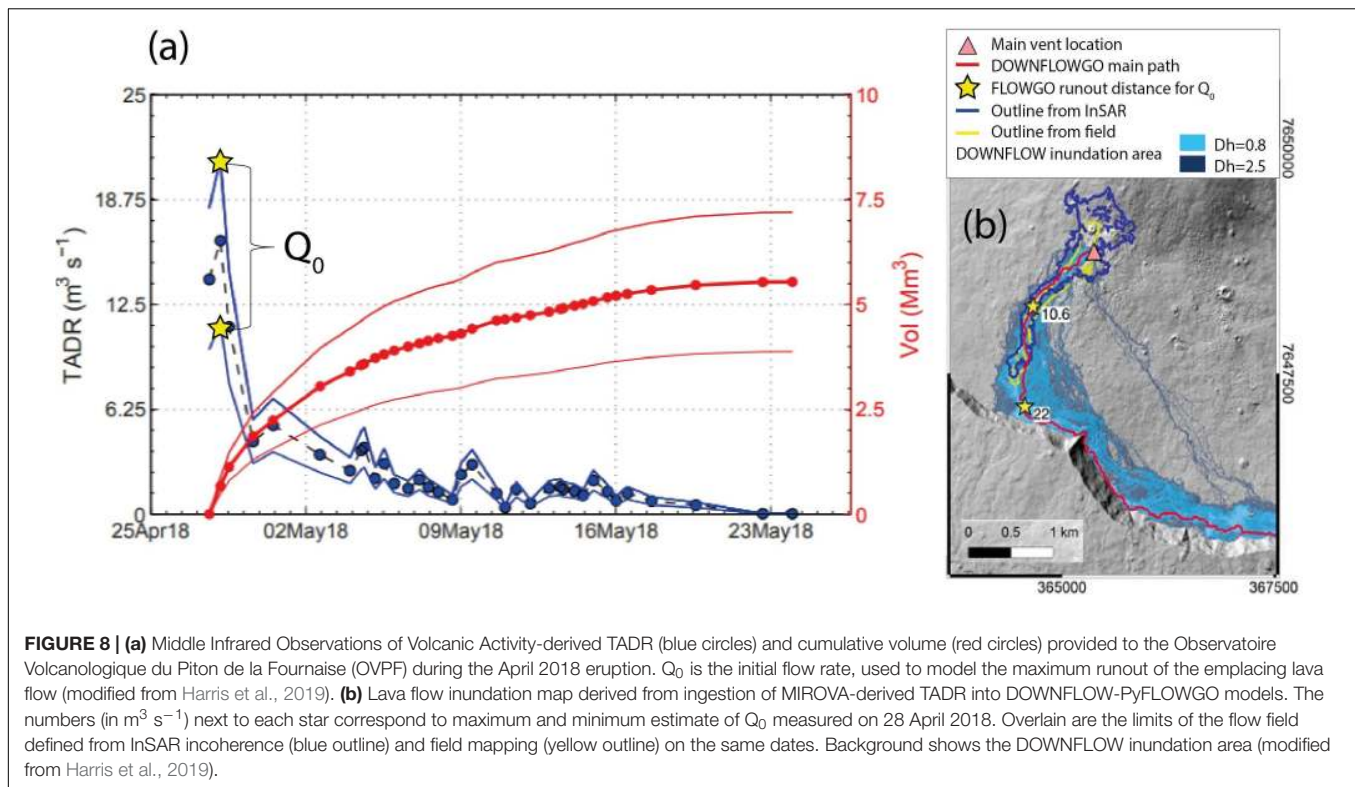 (a)
25
18.75
12.5
6.25
0
TADR (m³ s⁻¹)
Q₀
10
7.5
5
2.5
0
Vol (Mm³)
25Apr18 02May18 09May18 16May18 23May18
Main vent location
DOWNFLOWGO main path
FLOWGO runout distance for Q₀
Outline from InSAR
Outline from field
DOWNFLOW inundation area
Dh=0.8
Dh=2.5
(b)
10.6
22
7650000
7647500
0 0.5 1 km
365000 367500
FIGURE 8 | (a) Middle Infrared Observations of Volcanic Activity-derived TADR (blue circles) and cumulative volume (red circles) provided to the Observatoire
Volcanologique du Piton de la Fournaise (OVPF) during the April 2018 eruption. Q₀ is the initial flow rate, used to model the maximum runout of the emplacing lava
flow (modified from Harris et al., 2019). (b) Lava flow inundation map derived from ingestion of MIROVA-derived TADR into DOWNFLOW-PyFLOWGO models. The
numbers (in m³ s⁻¹) next to each star correspond to maximum and minimum estimate of Q₀ measured on 28 April 2018. Overlain are the limits of the flow field
defined from InSAR incoherence (blue outline) and field mapping (yellow outline) on the same dates. Background shows the DOWNFLOW inundation area (modified
from Harris et al., 2019).